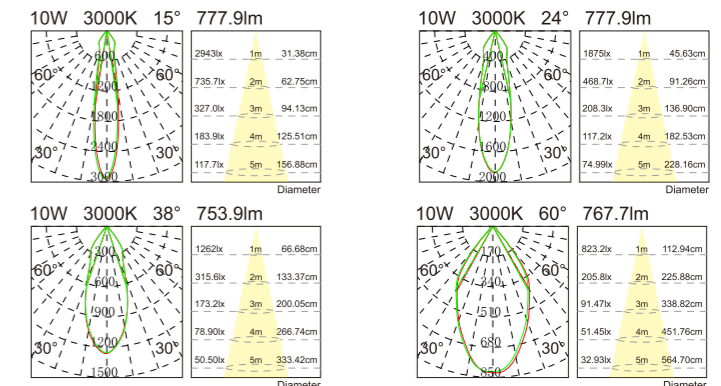 10W 3000K 15° 777.9lm
600
1200
1800
2400
3000
60° 60°
30° 30°
2943lx 1m 31.38cm
735.7lx 2m 62.75cm
327.0lx 3m 94.13cm
183.9lx 4m 125.51cm
117.7lx 5m 156.88cm
Diameter
10W 3000K 24° 777.9lm
400
800
1200
1600
2000
60° 60°
30° 30°
1875lx 1m 45.63cm
468.7lx 2m 91.26cm
208.3lx 3m 136.90cm
117.2lx 4m 182.53cm
74.99lx 5m 228.16cm
Diameter
10W 3000K 38° 753.9lm
300
600
900
1200
1500
60° 60°
30° 30°
1262lx 1m 66.68cm
315.6lx 2m 133.37cm
173.2lx 3m 200.05cm
78.90lx 4m 266.74cm
50.50lx 5m 333.42cm
Diameter
10W 3000K 60° 767.7lm
170
340
510
680
850
60° 60°
30° 30°
823.2lx 1m 112.94cm
205.8lx 2m 225.88cm
91.47lx 3m 338.82cm
51.45lx 4m 451.76cm
32.93lx 5m 564.70cm
Diameter